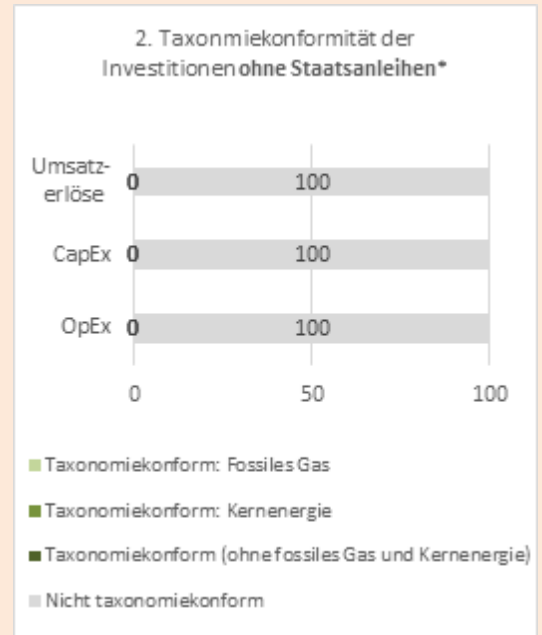 2. Taxonmiekonformität der
Investitionen ohne Staatsanleihen*
Umsatz-
erlöse
0 100
CapEx 0 100
OpEx 0 100
0 50 100
Taxonomiekonform: Fossiles Gas
Taxonomiekonform: Kernenergie
Taxonomiekonform (ohne fossiles Gas und Kernenergie)
Nicht taxonomiekonform